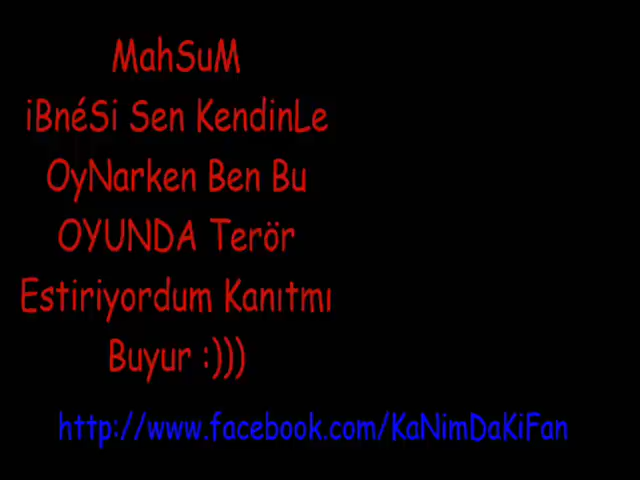 MahSuM
iBnéSi Sen KendinLe
OyNarken Ben Bu
OYUNDA Terör
Estiriyordum Kanıtmı
Buyur :)))
http://www.facebook.com/KaNimDaKiFan